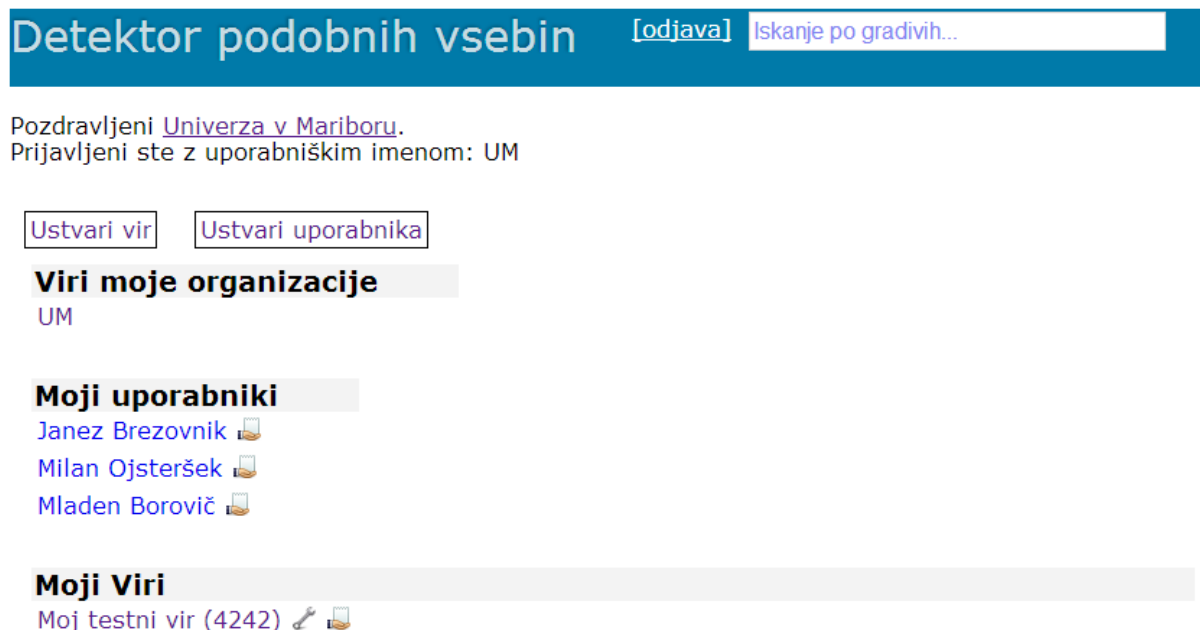 Detektor podobnih vsebin [odjava] Iskanje po gradivih...
Pozdravljeni Univerza v Mariboru.
Prijavljeni ste z uporabniškim imenom: UM
Ustvari vir Ustvari uporabnika
Viri moje organizacije
UM
Moji uporabniki
Janez Brezovnik
Milan Ojsteršek
Mladen Borovič
Moji Viri
Moj testni vir (4242)